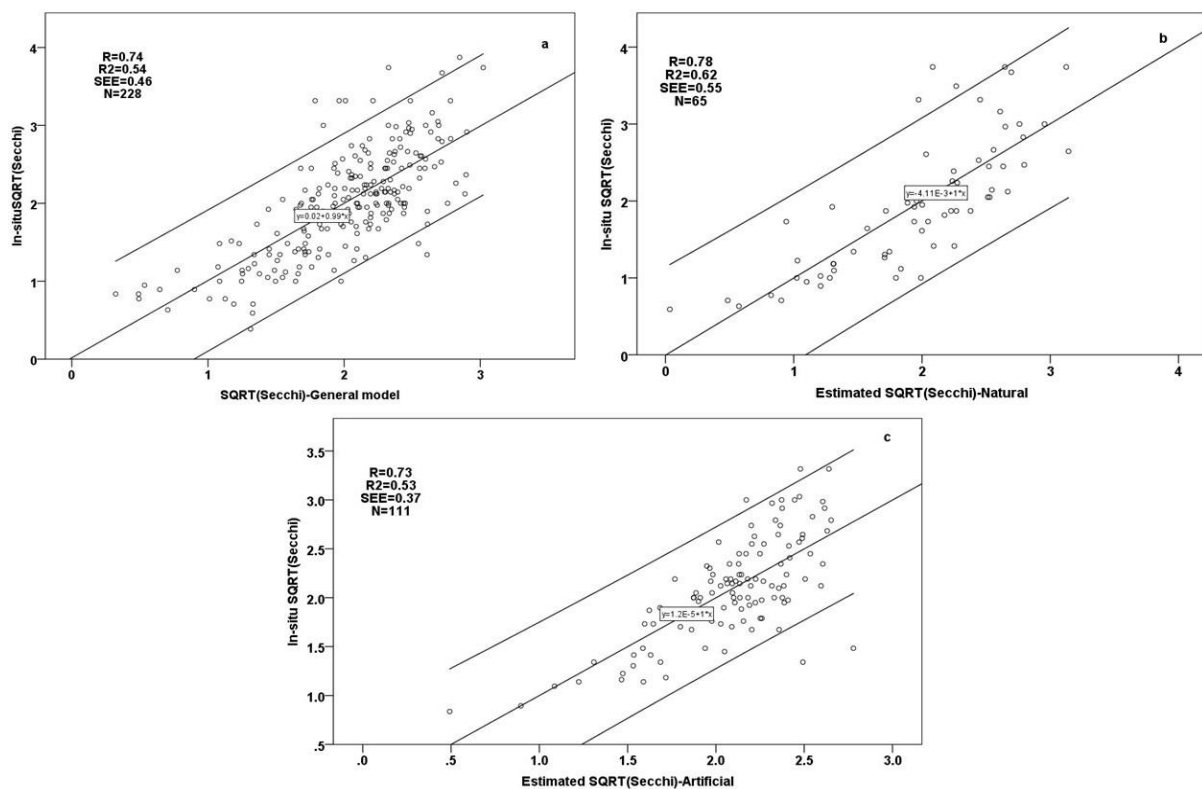 a
R=0.74
R2=0.54
SEE=0.46
N=228
In-situSQRT(Secchi)
4
3
2
1
0
y=0.02+0.99*x
0 1 2 3
SQRT(Secchi)-General model
b
R=0.78
R2=0.62
SEE=0.55
N=65
In-situ SQRT(Secchi)
4
3
2
1
0
y=-4.11E-3+1*x
0 1 2 3 4
Estimated SQRT(Secchi)-Natural
c
R=0.73
R2=0.53
SEE=0.37
N=111
In-situ SQRT(Secchi)
3.5
3.0
2.5
2.0
1.5
1.0
.5
y=1.2E-5+1*x
.0 .5 1.0 1.5 2.0 2.5 3.0
Estimated SQRT(Secchi)-Artificial